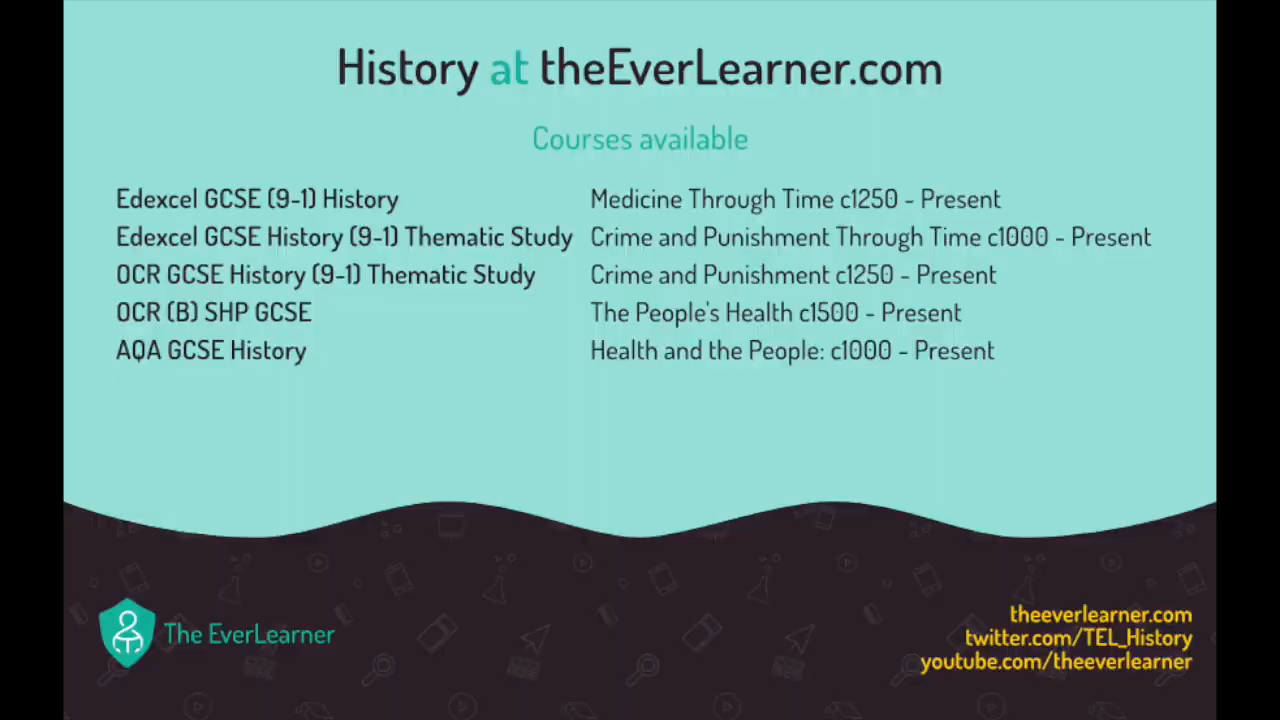 History at theEverLearner.com
Courses available
Edexcel GCSE (9-1) History Medicine Through Time c1250 - Present
Edexcel GCSE History (9-1) Thematic Study Crime and Punishment Through Time c1000 - Present
OCR GCSE History (9-1) Thematic Study Crime and Punishment c1250 - Present
OCR (B) SHP GCSE The People's Health c1500 - Present
AQA GCSE History Health and the People: c1000 - Present
The EverLearner
theeverlearner.com
twitter.com/TEL_History
youtube.com/theeverlearner